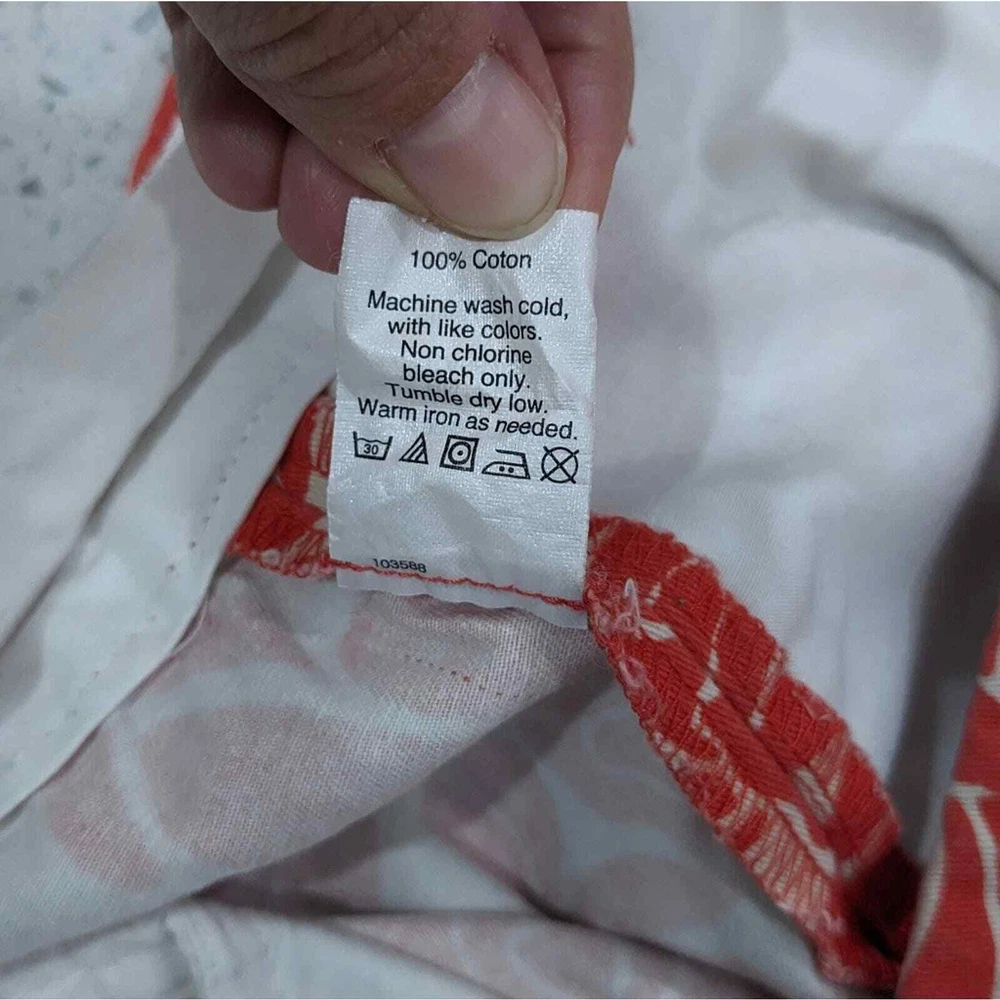 100% Coton
Machine wash cold,
with like colors.
Non chlorine
bleach only.
Tumble dry low.
Warm iron as needed.
30
103588